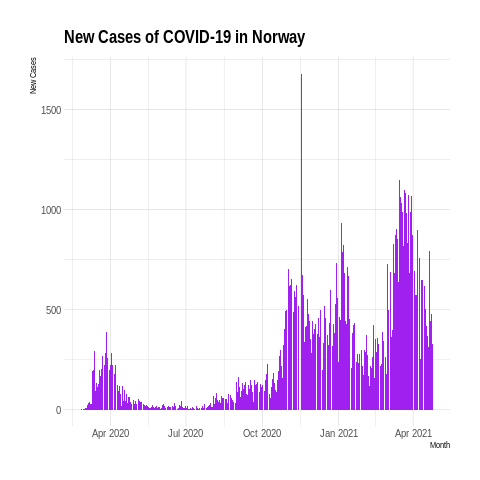 New Cases of COVID-19 in Norway
New Cases
1500
1000
500
0
Apr 2020 Jul 2020 Oct 2020 Jan 2021 Apr 2021
Month